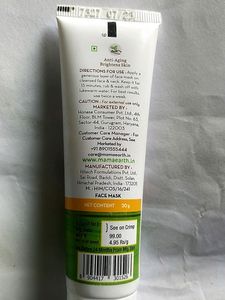 Anti-Aging
Brightens Skin
DIRECTIONS FOR USE : Apply a
generous layer of face mask on
cleansed face & neck. Keep it for
15 minutes, rub & wash off with
lukewarm water. For best results,
use twice a week.
CAUTION : For external use only.
MARKETED BY :
Honasa Consumer Pvt. Ltd., 4th
Floor, BLM Tower, Plot No. 63,
Sector-44, Gurugram, Haryana,
India - 122003
Customer Care Manager - For
Customer Care Address, See
Marketed by
care@mamaearth.in
www.mamaearth.in
MANUFACTURED BY :
Hitech Formulations Pvt. Ltd.,
Sai Road, Baddi, Distt. Solan,
Himachal Pradesh, India - 173205
FACE MASK
NET CONTENT 20 g
See on Crimp
99.00
4.95 Rs/g